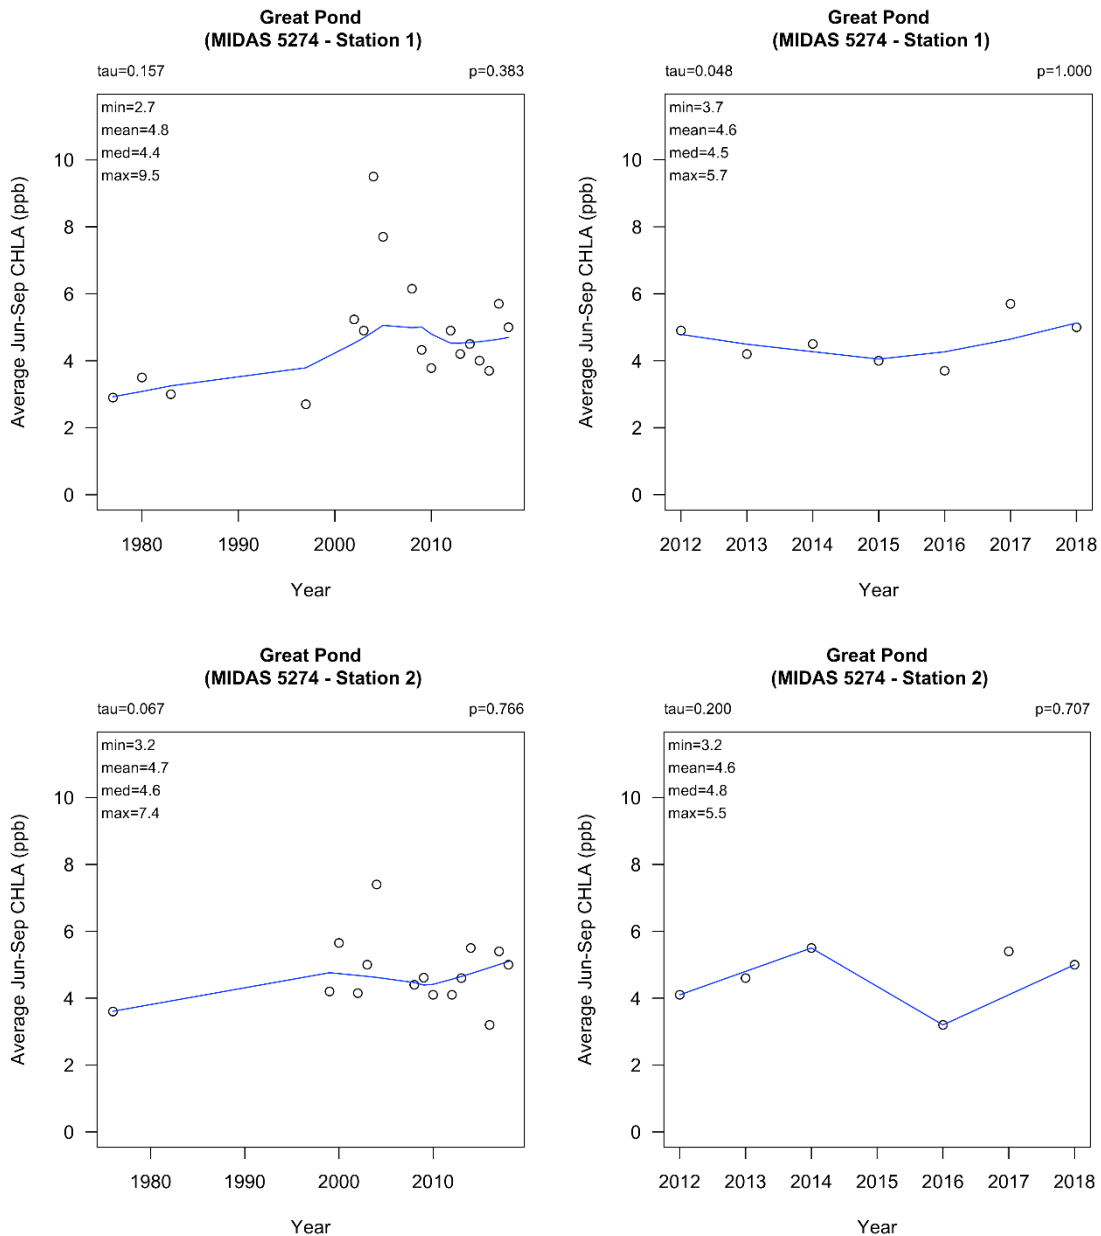 Great Pond
(MIDAS 5274 - Station 1)
tau=0.157 p=0.383
min=2.7
mean=4.8
med=4.4
max=9.5
10
8
6
4
2
0
Average Jun-Sep CHLA (ppb)
1980 1990 2000 2010
Year
Great Pond
(MIDAS 5274 - Station 1)
tau=0.048 p=1.000
min=3.7
mean=4.6
med=4.5
max=5.7
10
8
6
4
2
0
Average Jun-Sep CHLA (ppb)
2012 2013 2014 2015 2016 2017 2018
Year
Great Pond
(MIDAS 5274 - Station 2)
tau=0.067 p=0.766
min=3.2
mean=4.7
med=4.6
max=7.4
10
8
6
4
2
0
Average Jun-Sep CHLA (ppb)
1980 1990 2000 2010
Year
Great Pond
(MIDAS 5274 - Station 2)
tau=0.200 p=0.707
min=3.2
mean=4.6
med=4.8
max=5.5
10
8
6
4
2
0
Average Jun-Sep CHLA (ppb)
2012 2013 2014 2015 2016 2017 2018
Year